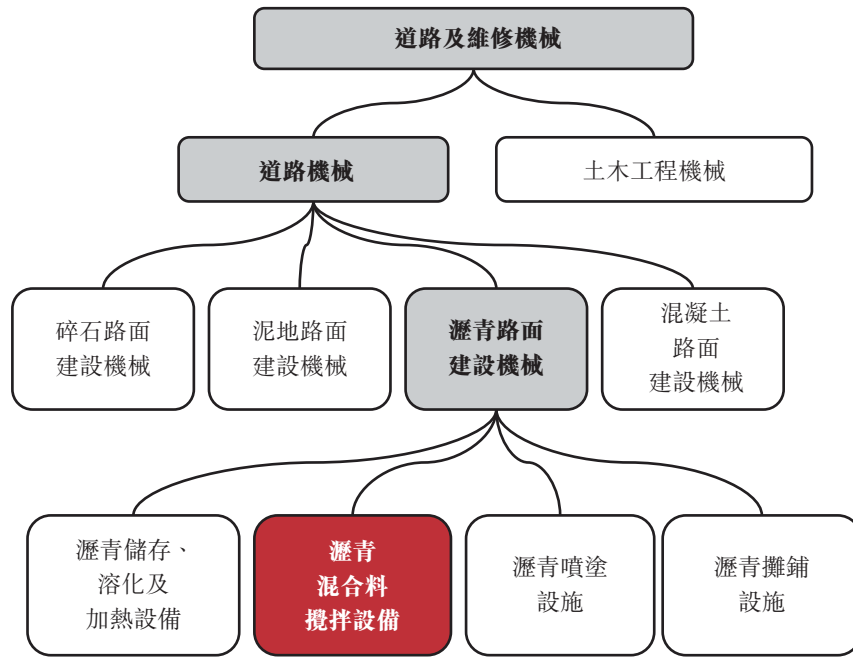 道路及維修機械
道路機械
土木工程機械
碎石路面
建設機械
泥地路面
建設機械
瀝青路面
建設機械
混凝土
路面
建設機械
瀝青儲存、
溶化及
加熱設備
瀝青
混合料
攪拌設備
瀝青噴塗
設施
瀝青攤鋪
設施